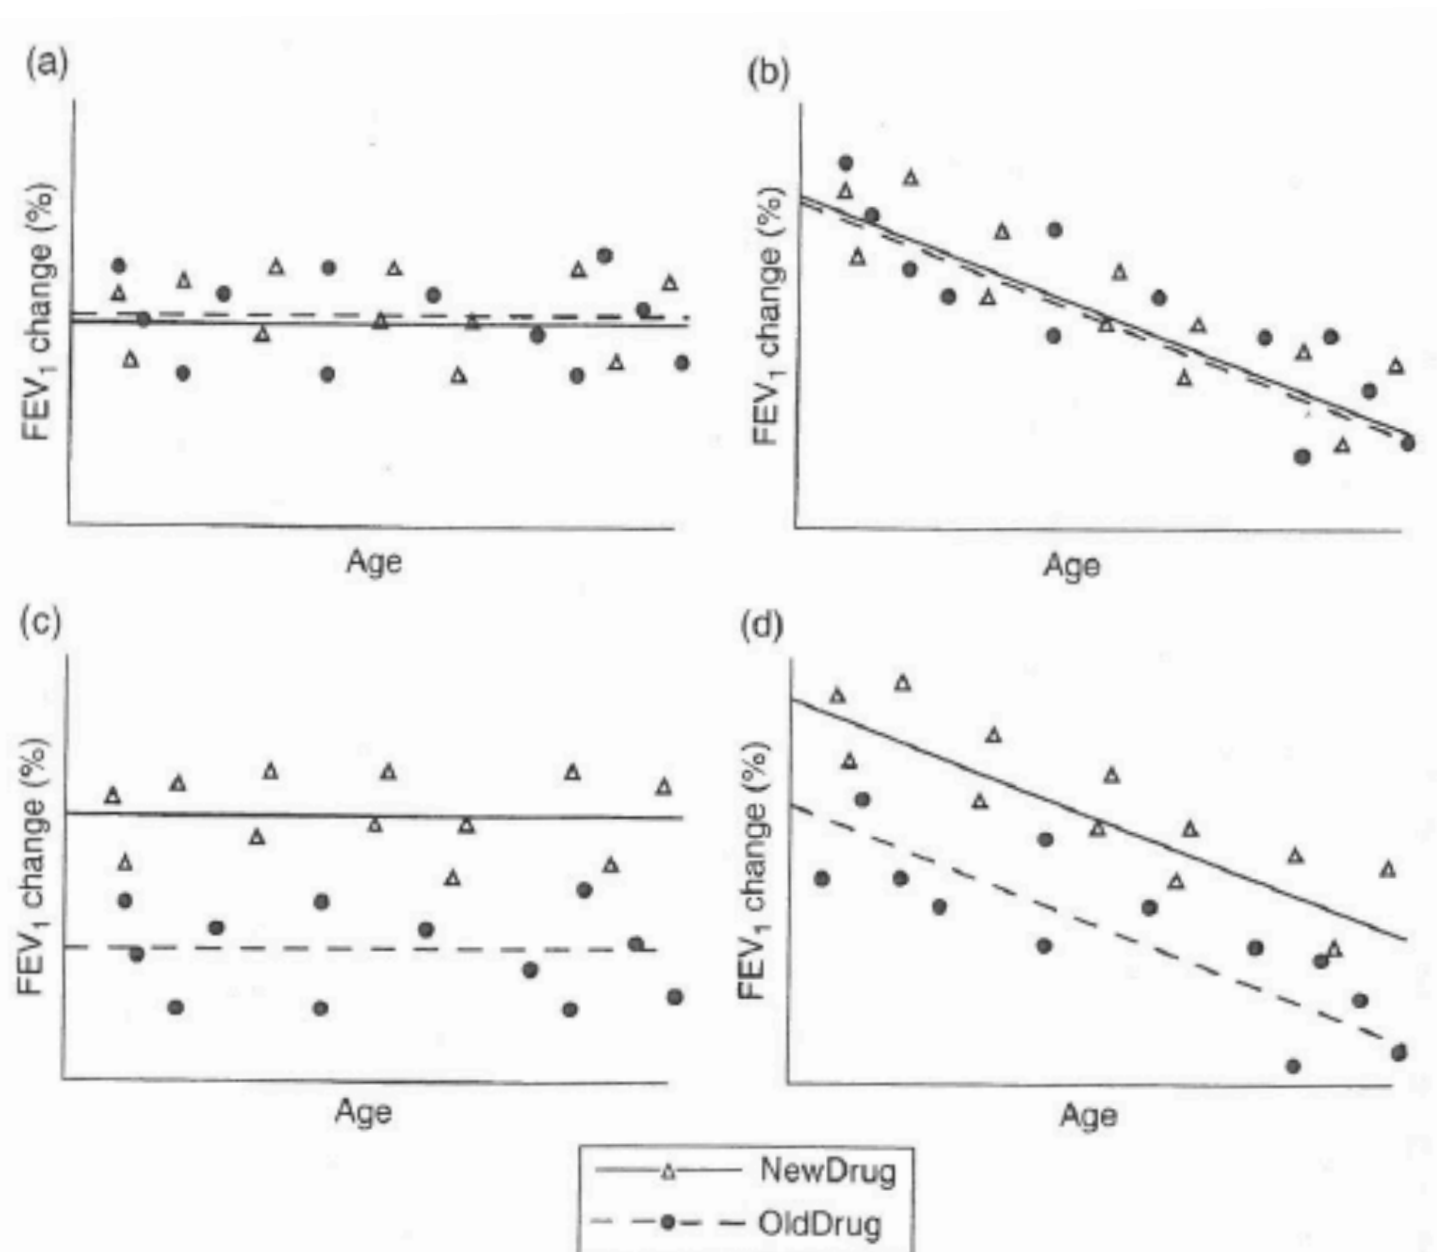 (a)
FEV₁ change (%)
Age
(b)
FEV₁ change (%)
Age
(c)
FEV₁ change (%)
Age
(d)
FEV₁ change (%)
Age
NewDrug
OldDrug